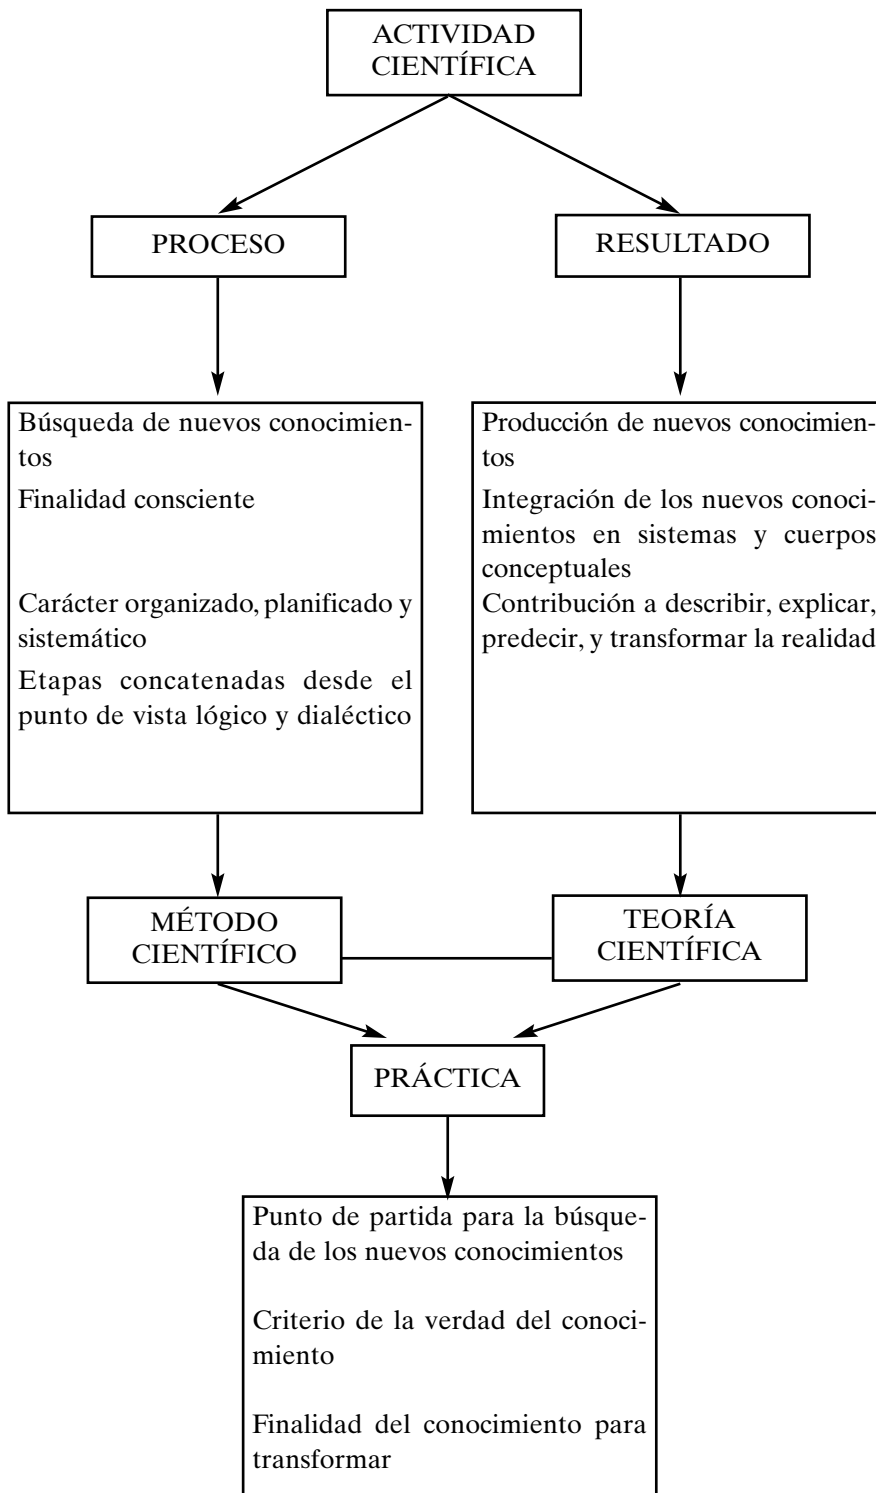 ACTIVIDAD
CIENTÍFICA
PROCESO
RESULTADO
Búsqueda de nuevos conocimien-
tos
Finalidad consciente
Carácter organizado, planificado y
sistemático
Etapas concatenadas desde el
punto de vista lógico y dialéctico
Producción de nuevos conocimien-
tos
Integración de los nuevos conoci-
mientos en sistemas y cuerpos
conceptuales
Contribución a describir, explicar,
predecir, y transformar la realidad
MÉTODO
CIENTÍFICO
TEORÍA
CIENTÍFICA
PRÁCTICA
Punto de partida para la búsque-
da de los nuevos conocimientos
Criterio de la verdad del conoci-
miento
Finalidad del conocimiento para
transformar